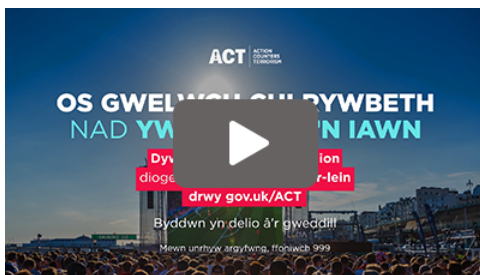 ACT
ACTION
COUNTERS
TERRORISM
OS GWELWCH CHI RYWBETH
NAD IAWN
drwy gov.uk/ACT
Byddwn yn delio â'r gweddill
Mewn unrhyw argyfwng, ffoniwch 999